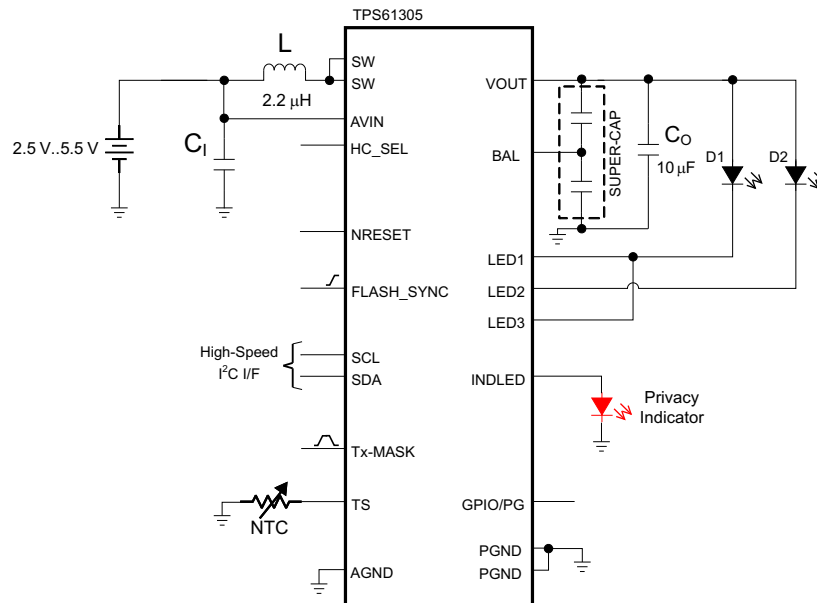 TPS61305
L
SW
SW
2.2 μH
VOUT
AVIN
2.5 V..5.5 V
C_I
HC_SEL
BAL
SUPER-CAP
C_O
10 μF
D1
D2
NRESET
LED1
FLASH_SYNC
LED2
LED3
High-Speed
I²C I/F
SCL
SDA
INDLED
Privacy
Indicator
Tx-MASK
TS
NTC
GPIO/PG
PGND
PGND
AGND